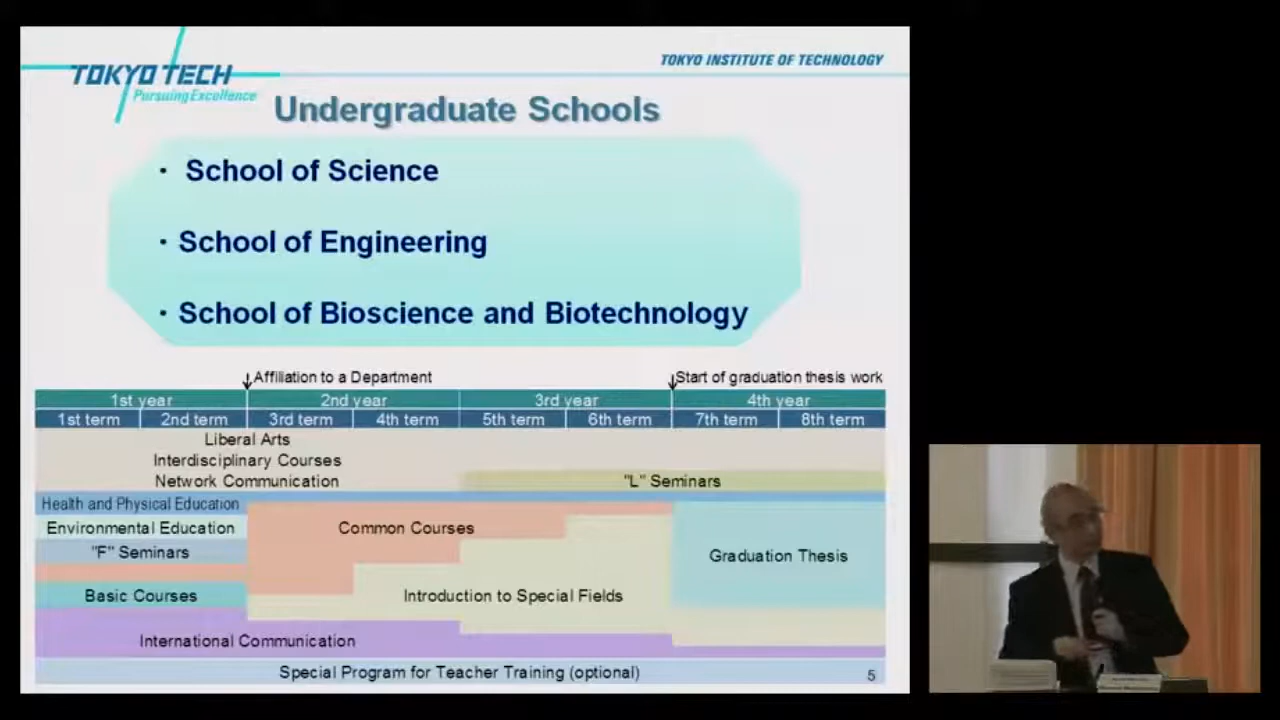 TOKYO TECH
Pursuing Excellence
TOKYO INSTITUTE OF TECHNOLOGY
Undergraduate Schools
· School of Science
· School of Engineering
· School of Bioscience and Biotechnology
Affiliation to a Department
Start of graduation thesis work
1st year 2nd year 3rd year 4th year
1st term 2nd term 3rd term 4th term 5th term 6th term 7th term 8th term
Liberal Arts
Interdisciplinary Courses
Network Communication
"L" Seminars
Health and Physical Education
Environmental Education
Common Courses
"F" Seminars
Graduation Thesis
Basic Courses
Introduction to Special Fields
International Communication
Special Program for Teacher Training (optional)
5